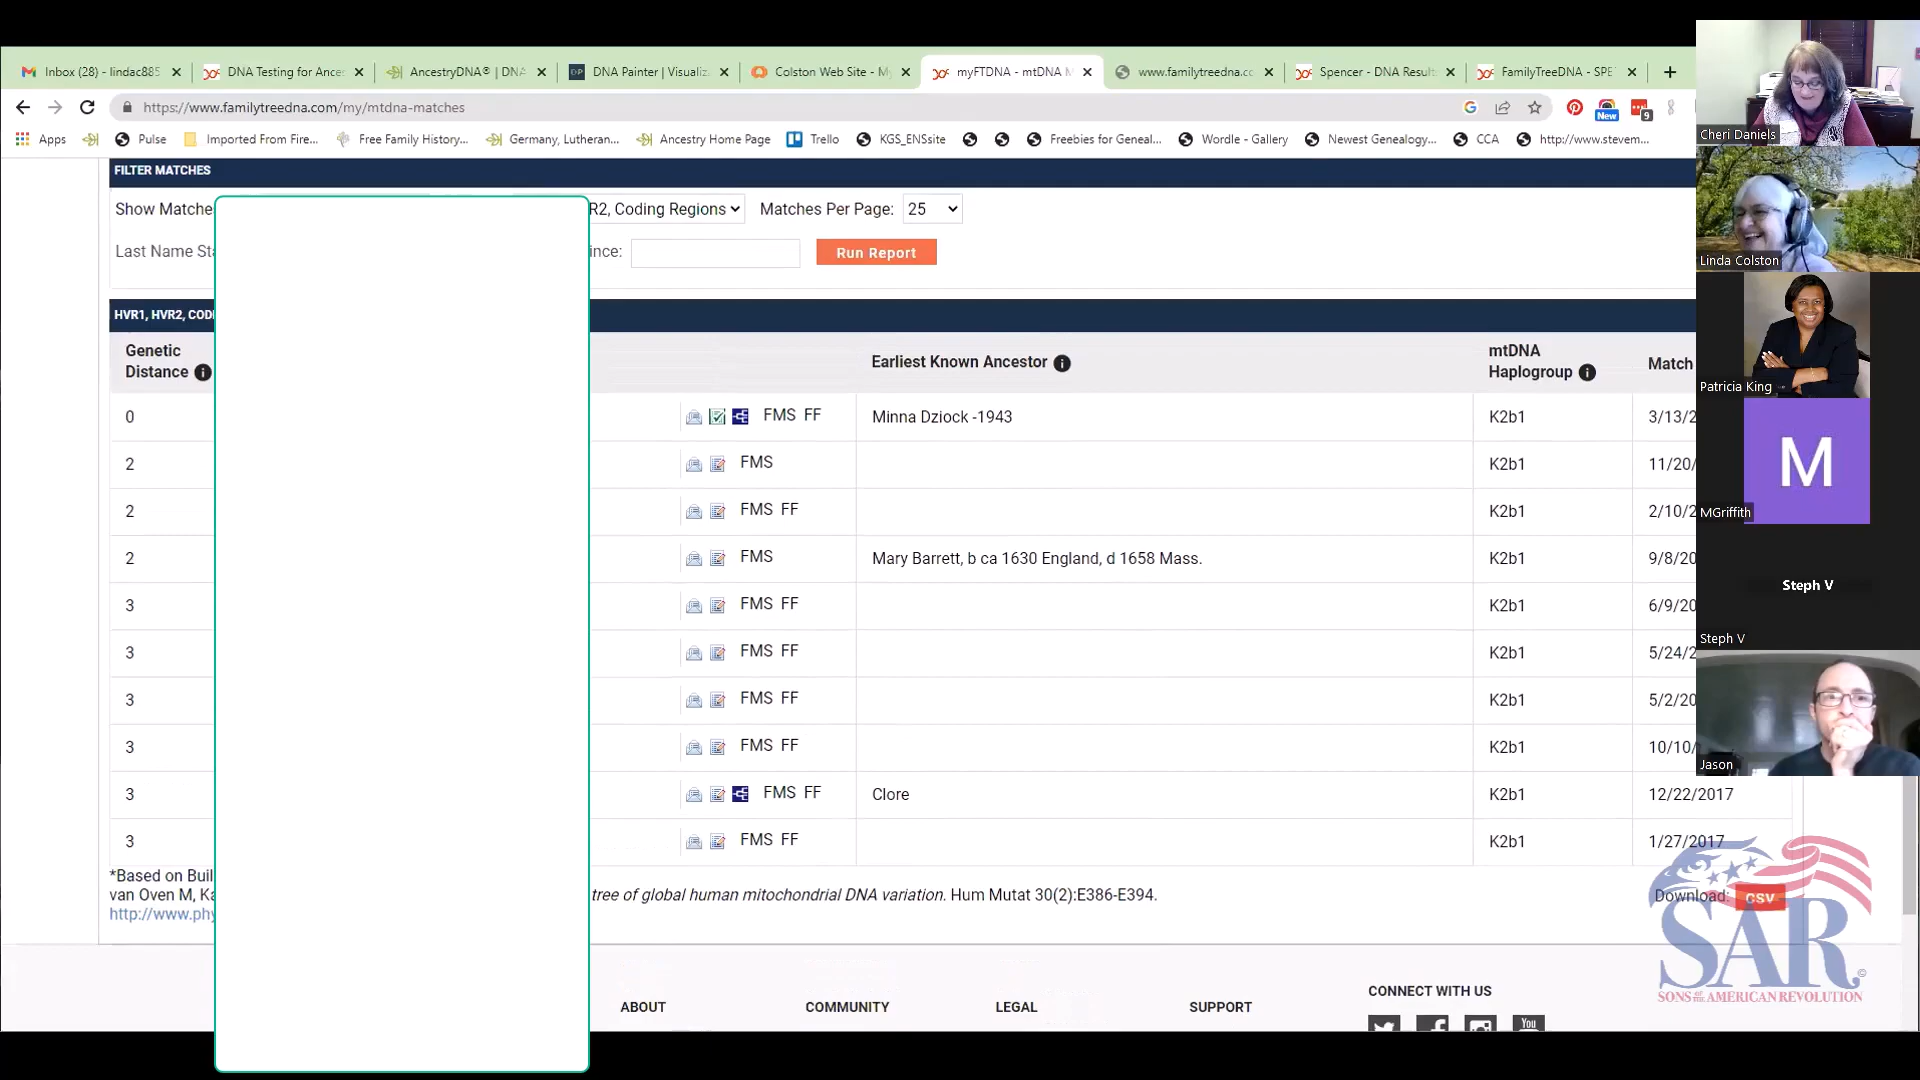 Inbox (28) - lindac885
DNA Testing for Ances
AncestryDNA® | DNA
DNA Painter | Visualiz
Colston Web Site - My
myFTDNA - mtDNA M
www.familytreedna.cc
Spencer - DNA Result
FamilyTreeDNA - SPE
https://www.familytreedna.com/my/mtdna-matches
New
9
Apps
Pulse
Imported From Fire...
Free Family History...
Germany, Lutheran...
Ancestry Home Page
Trello
KGS_ENSsite
Freebies for Geneal...
Wordle - Gallery
Newest Genealogy...
CCA
http://www.stevem...
FILTER MATCHES
Show Matche
R2, Coding Regions
Matches Per Page:
25
Last Name Sta
ince:
Run Report
HVR1, HVR2, CODI
Genetic
Distance
Earliest Known Ancestor
mtDNA
Haplogroup
Match
0 FMS FF Minna Dziock -1943 K2b1 3/13/2
2 FMS K2b1 11/20/
2 FMS FF K2b1 2/10/2
2 FMS Mary Barrett, b ca 1630 England, d 1658 Mass. K2b1 9/8/20
3 FMS FF K2b1 6/9/20
3 FMS FF K2b1 5/24/2
3 FMS FF K2b1 5/2/20
3 FMS FF K2b1 10/10/
3 FMS FF Clore K2b1 12/22/2017
3 FMS FF K2b1 1/27/2017
*Based on Buil
van Oven M, Ka
tree of global human mitochondrial DNA variation. Hum Mutat 30(2):E386-E394.
http://www.phy
Download: CSV
ABOUT
COMMUNITY
LEGAL
SUPPORT
CONNECT WITH US
You
Cheri Daniels
Linda Colston
Patricia King
M
MGriffith
Steph V
Steph V
Jason
SAR
SONS OF THE AMERICAN REVOLUTION